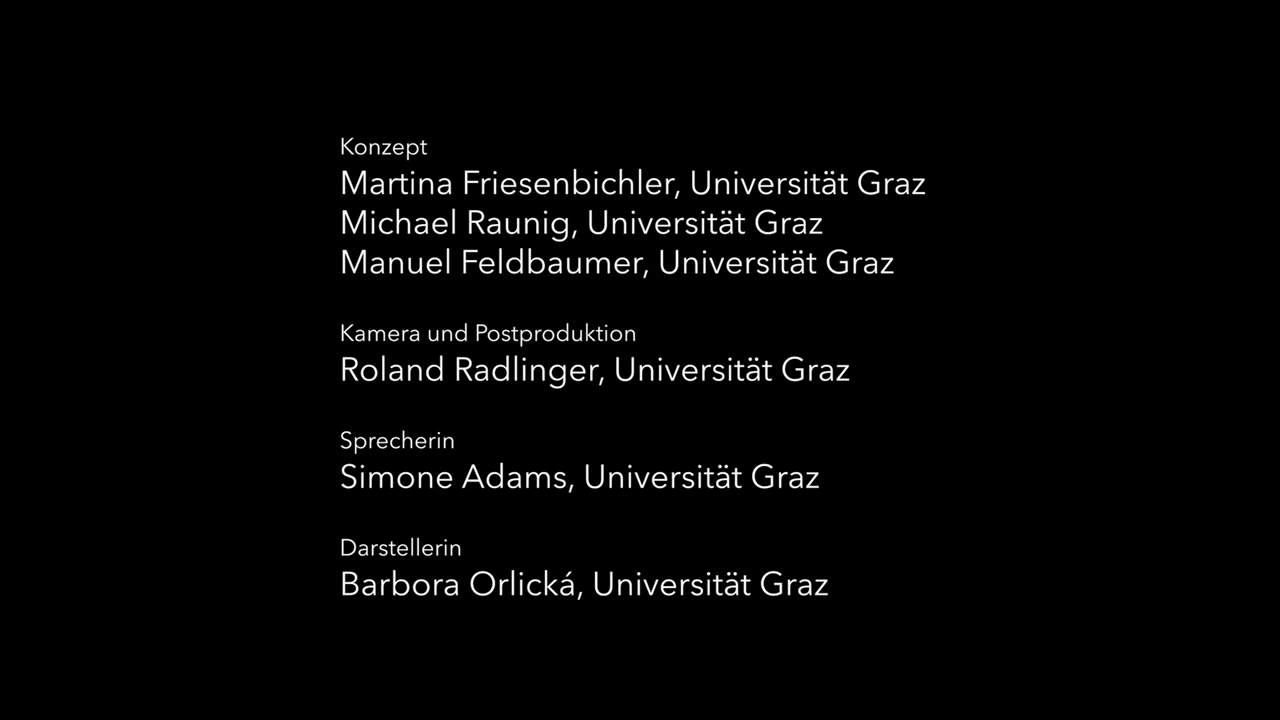 Konzept
Martina Friesenbichler, Universität Graz
Michael Raunig, Universität Graz
Manuel Feldbaumer, Universität Graz
Kamera und Postproduktion
Roland Radlinger, Universität Graz
Sprecherin
Simone Adams, Universität Graz
Darstellerin
Barbora Orlická, Universität Graz